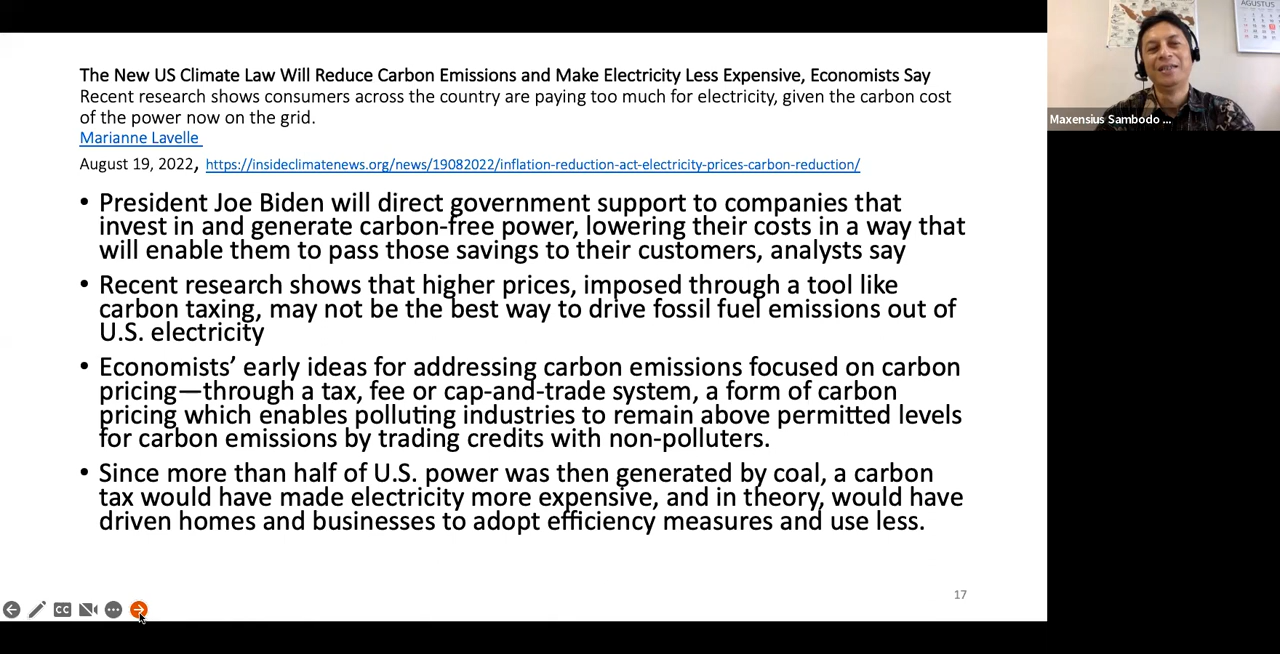 The New US Climate Law Will Reduce Carbon Emissions and Make Electricity Less Expensive, Economists Say
Recent research shows consumers across the country are paying too much for electricity, given the carbon cost
of the power now on the grid.
Marianne Lavelle
August 19, 2022, https://insideclimatenews.org/news/19082022/inflation-reduction-act-electricity-prices-carbon-reduction/
• President Joe Biden will direct government support to companies that
invest in and generate carbon-free power, lowering their costs in a way that
will enable them to pass those savings to their customers, analysts say
• Recent research shows that higher prices, imposed through a tool like
carbon taxing, may not be the best way to drive fossil fuel emissions out of
U.S. electricity
• Economists’ early ideas for addressing carbon emissions focused on carbon
pricing—through a tax, fee or cap-and-trade system, a form of carbon
pricing which enables polluting industries to remain above permitted levels
for carbon emissions by trading credits with non-polluters.
• Since more than half of U.S. power was then generated by coal, a carbon
tax would have made electricity more expensive, and in theory, would have
driven homes and businesses to adopt efficiency measures and use less.
17
CC
Maxensius Sambodo ...
AGUSTUS